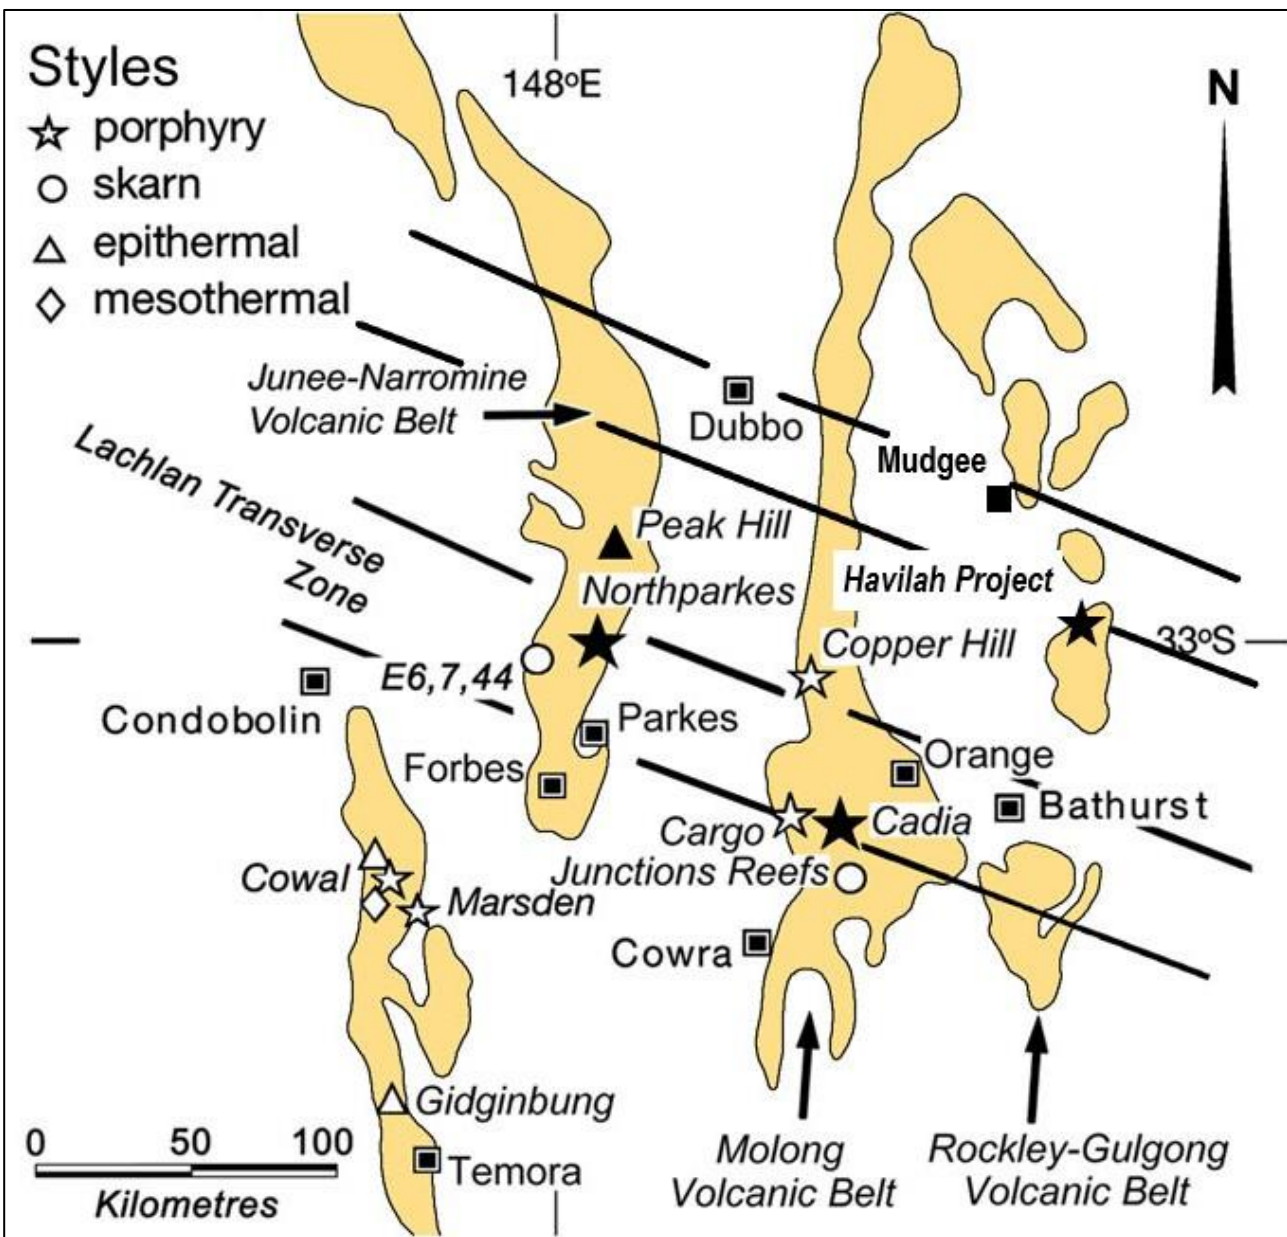 Styles
porphyry
skarn
epithermal
mesothermal
148°E
N
Junee-Narromine
Volcanic Belt
Dubbo
Mudgee
Lachlan Transverse
Zone
Peak Hill
Northparkes
Havilah Project
Copper Hill
33°S
E6,7,44
Condobolin
Parkes
Forbes
Orange
Bathurst
Cargo
Cadia
Junctions Reefs
Cowal
Marsden
Cowra
Gidginbung
Temora
Molong
Volcanic Belt
Rockley-Gulgong
Volcanic Belt
0 50 100
Kilometres